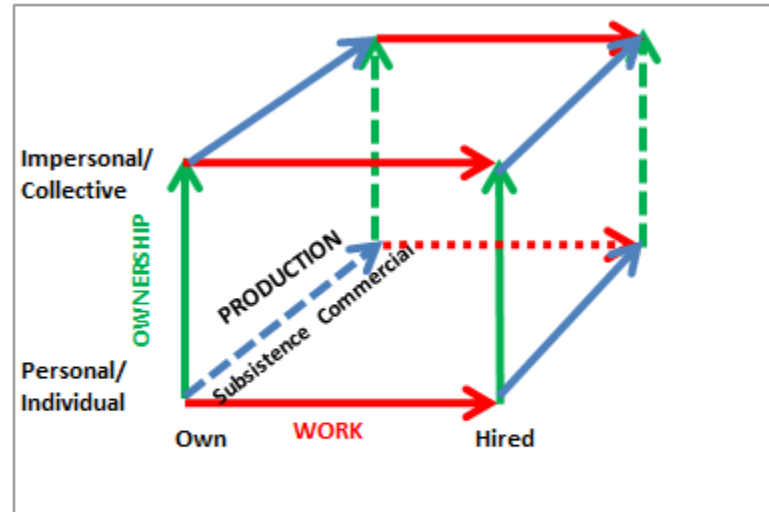 Impersonal/
Collective
OWNERSHIP
PRODUCTION
Subsistence Commercial
Personal/
Individual
Own
WORK
Hired